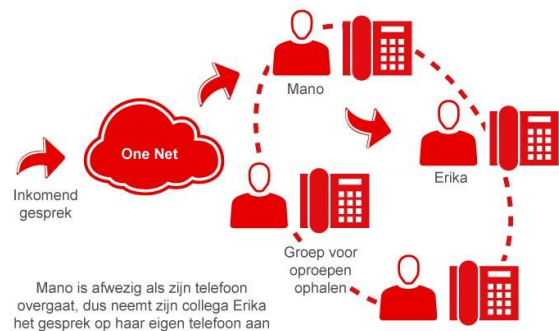 Mano
One Net
Erika
Inkomend
gesprek
Groep voor
oproepen
ophalen
Mano is afwezig als zijn telefoon
overgaat, dus neemt zijn collega Erika
het gesprek op haar eigen telefoon aan